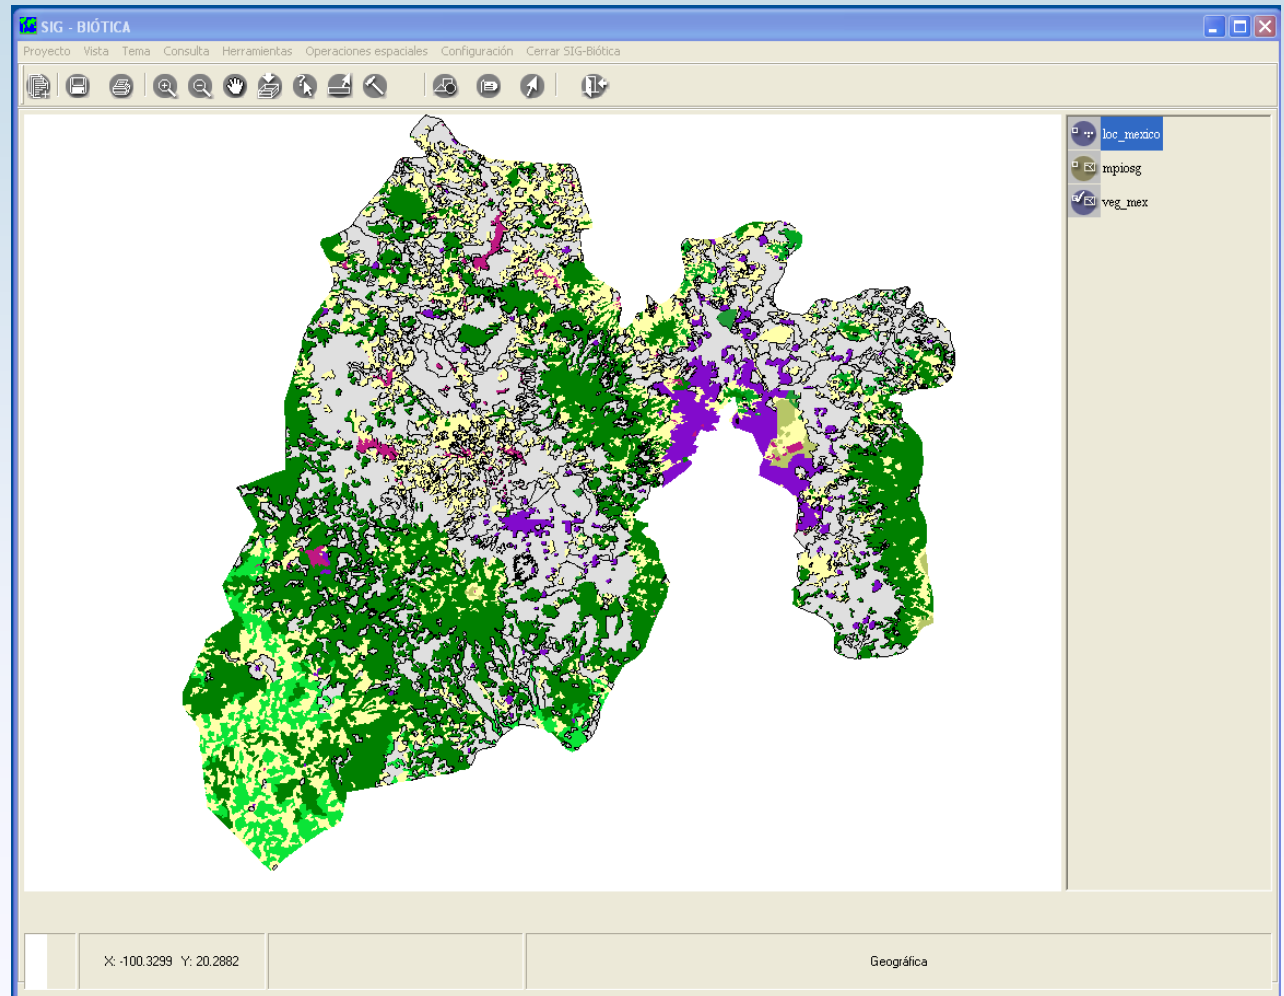 SIG - BIÓTICA
Proyecto Vista Tema Consulta Herramientas Operaciones espaciales Configuración Cerrar SIG-Biótica
loc_mexico
mpiosg
veg_mex
X: -100.3299 Y: 20.2882
Geográfica